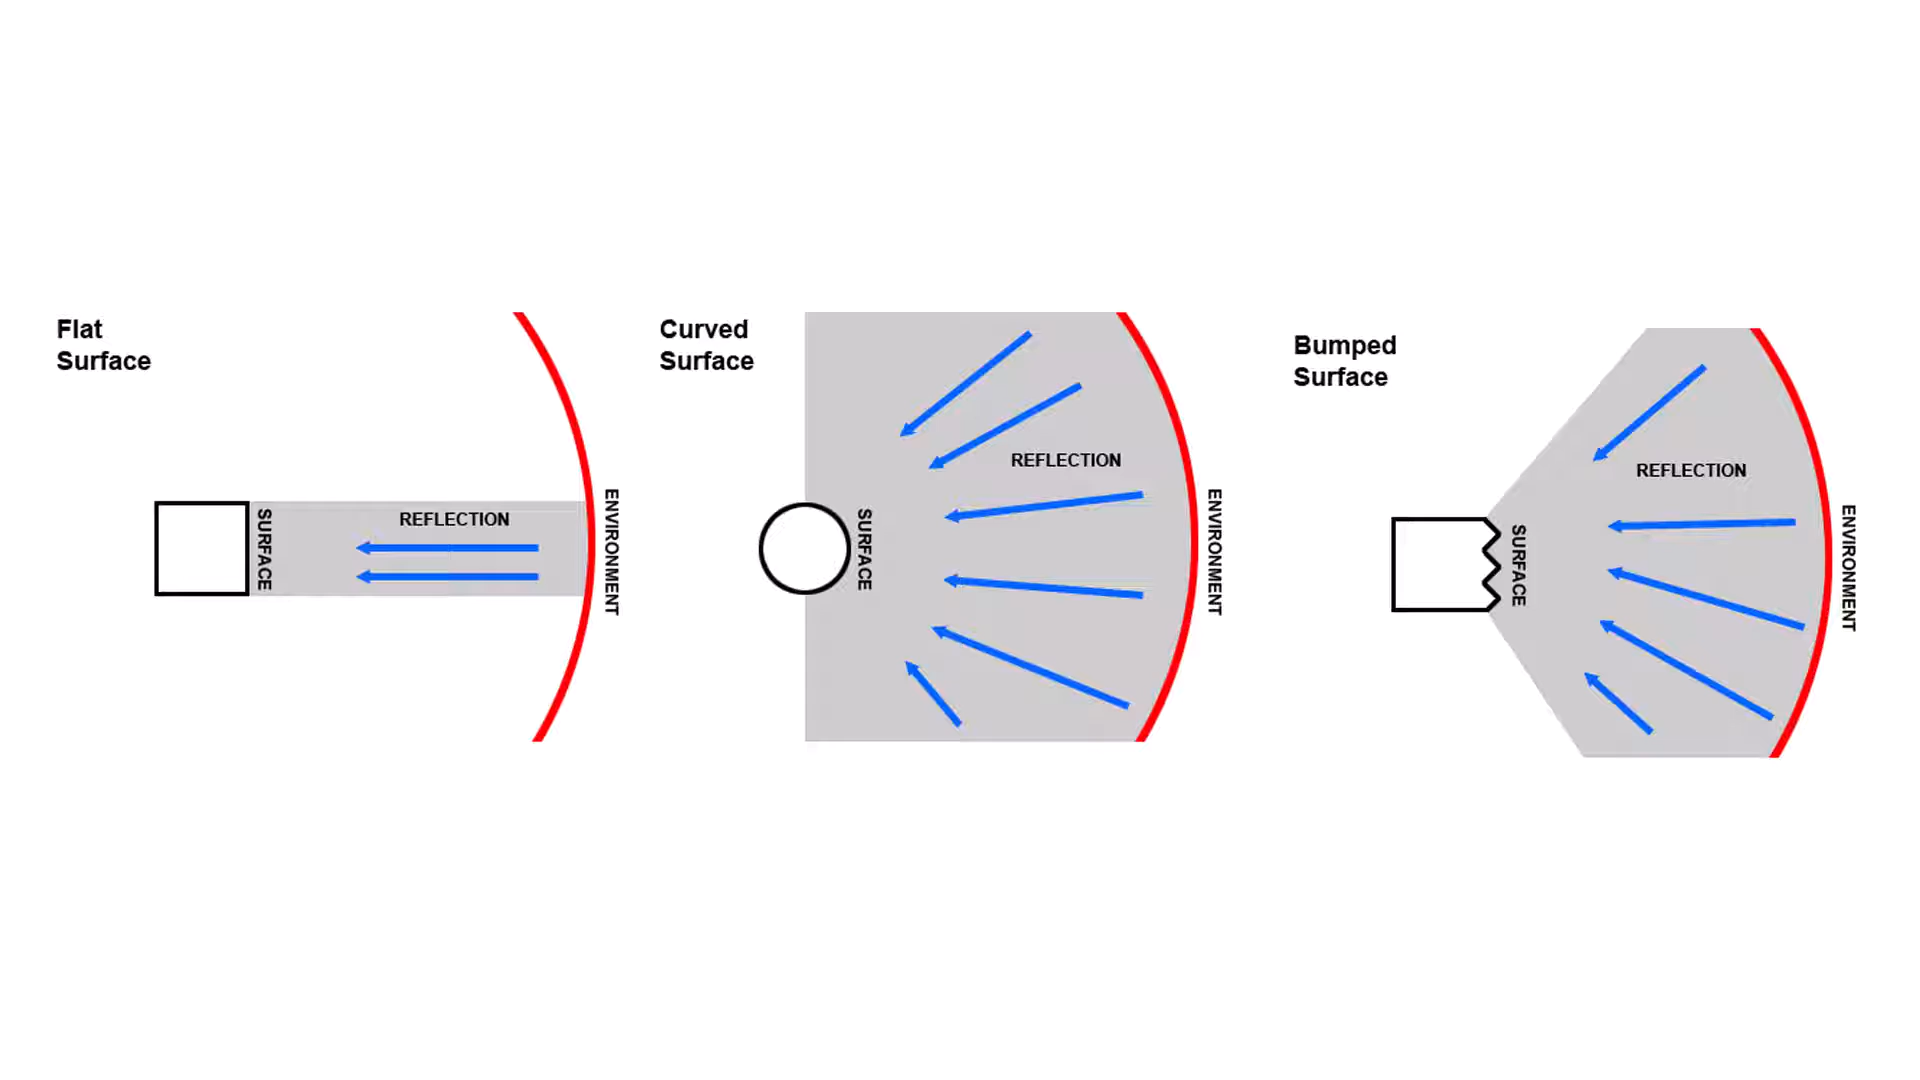 Flat
Surface
SURFACE
REFLECTION
ENVIRONMENT
Curved
Surface
SURFACE
REFLECTION
ENVIRONMENT
Bumped
Surface
SURFACE
REFLECTION
ENVIRONMENT